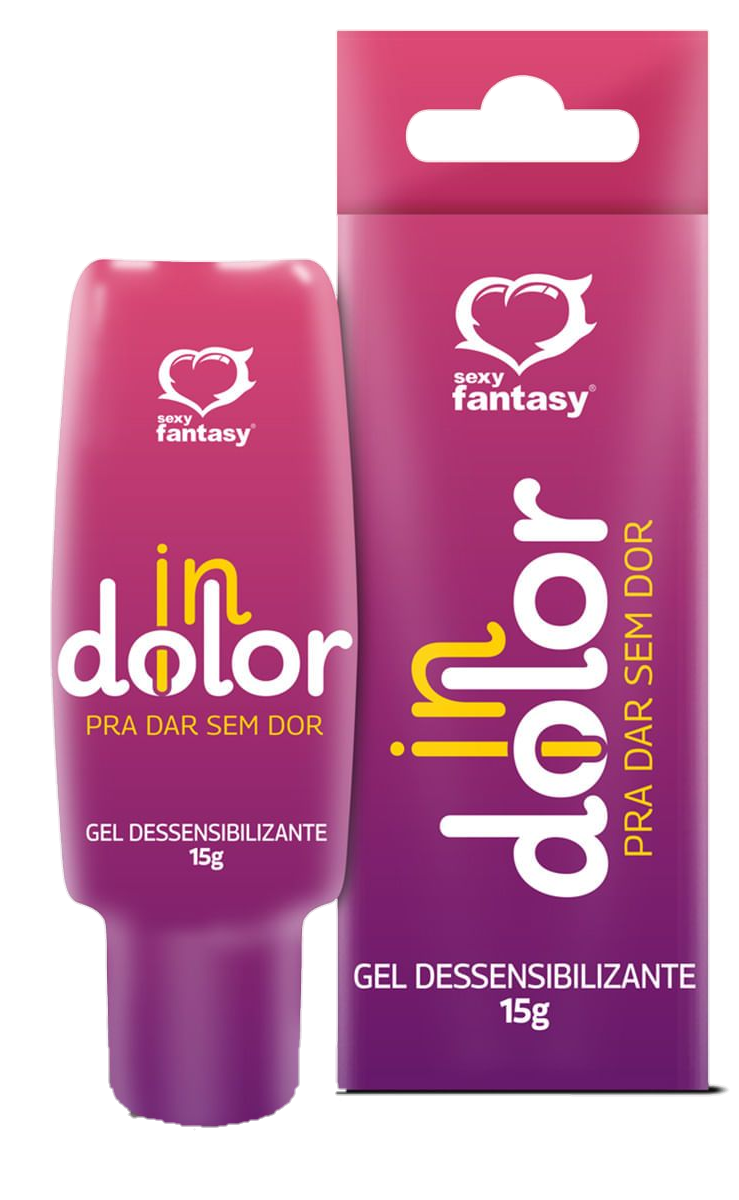 sexy
fantasy®
in
dolor
PRA DAR SEM DOR
GEL DESSENSIBILIZANTE
15g
sexy
fantasy®
in
dolor
PRA DAR SEM DOR
GEL DESSENSIBILIZANTE
15g